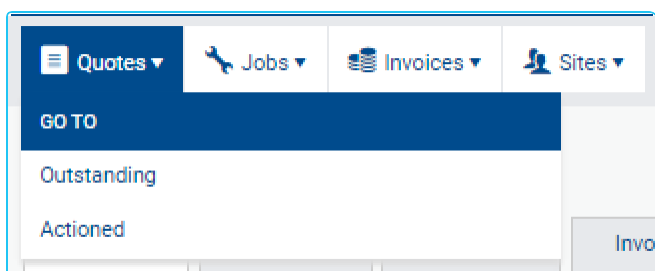 Quotes ▾ Jobs ▾ Invoices ▾ Sites ▾
GO TO
Outstanding
Actioned